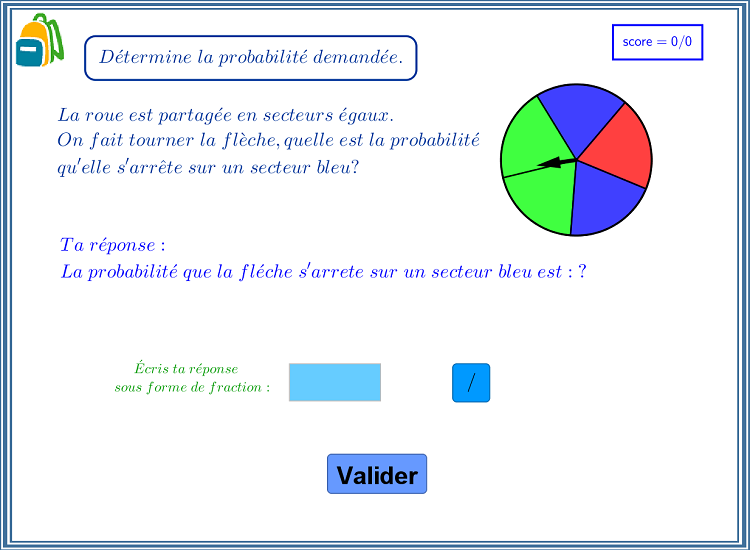 Détermine la probabilité demandée.
score = 0/0
La roue est partagée en secteurs égaux.
On fait tourner la flèche, quelle est la probabilité
qu'elle s'arrête sur un secteur bleu?
Ta réponse :
La probabilité que la fléche s'arrete sur un secteur bleu est : ?
Écris ta réponse
sous forme de fraction :
/
Valider